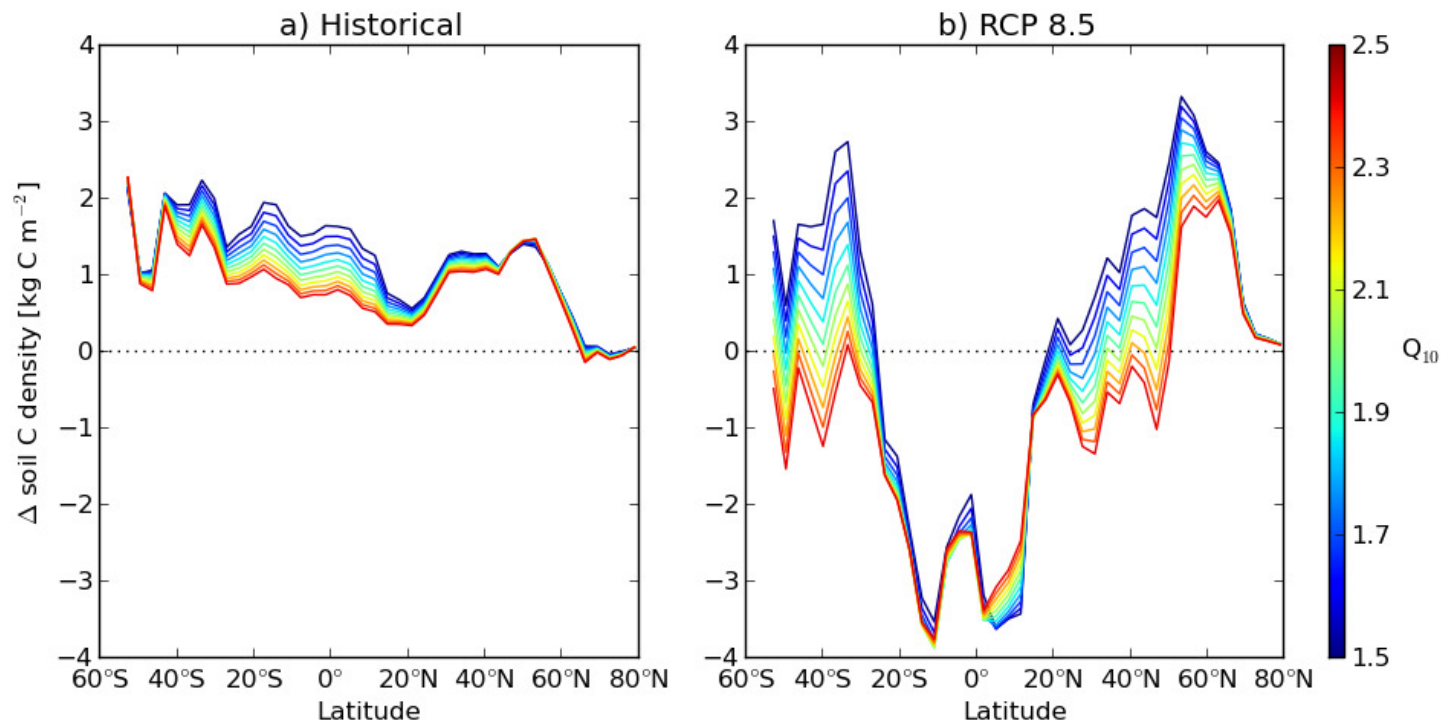 a) Historical
b) RCP 8.5
4
3
2
1
0
−1
−2
−3
−4
Δ soil C density [kg C m⁻²]
60°S
40°S
20°S
0°
20°N
40°N
60°N
80°N
Latitude
4
3
2
1
0
−1
−2
−3
−4
60°S
40°S
20°S
0°
20°N
40°N
60°N
80°N
Latitude
2.5
2.3
2.1
1.9
1.7
1.5
Q₁₀